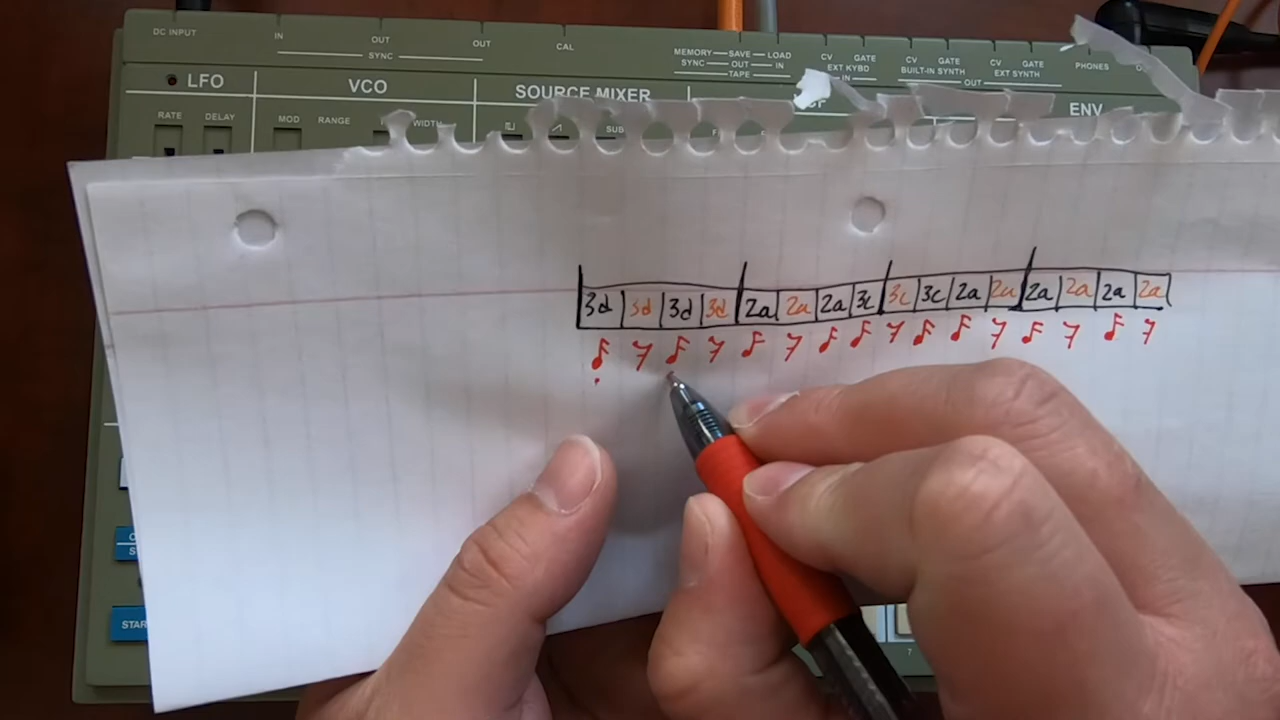 DC INPUT IN OUT OUT CAL
SYNC
MEMORY SAVE LOAD
SYNC OUT IN
TAPE
CV GATE
EXT KYBD
IN
CV GATE CV GATE
BUILT-IN SYNTH EXT SYNTH
OUT
PHONES
LFO VCO SOURCE MIXER ENV
RATE DELAY MOD RANGE WIDTH SUB
3d 3d 3d 3d 2a 2a 2a 3c 3c 3c 2a 2a 2a 2a 2a 2a
STAR
7